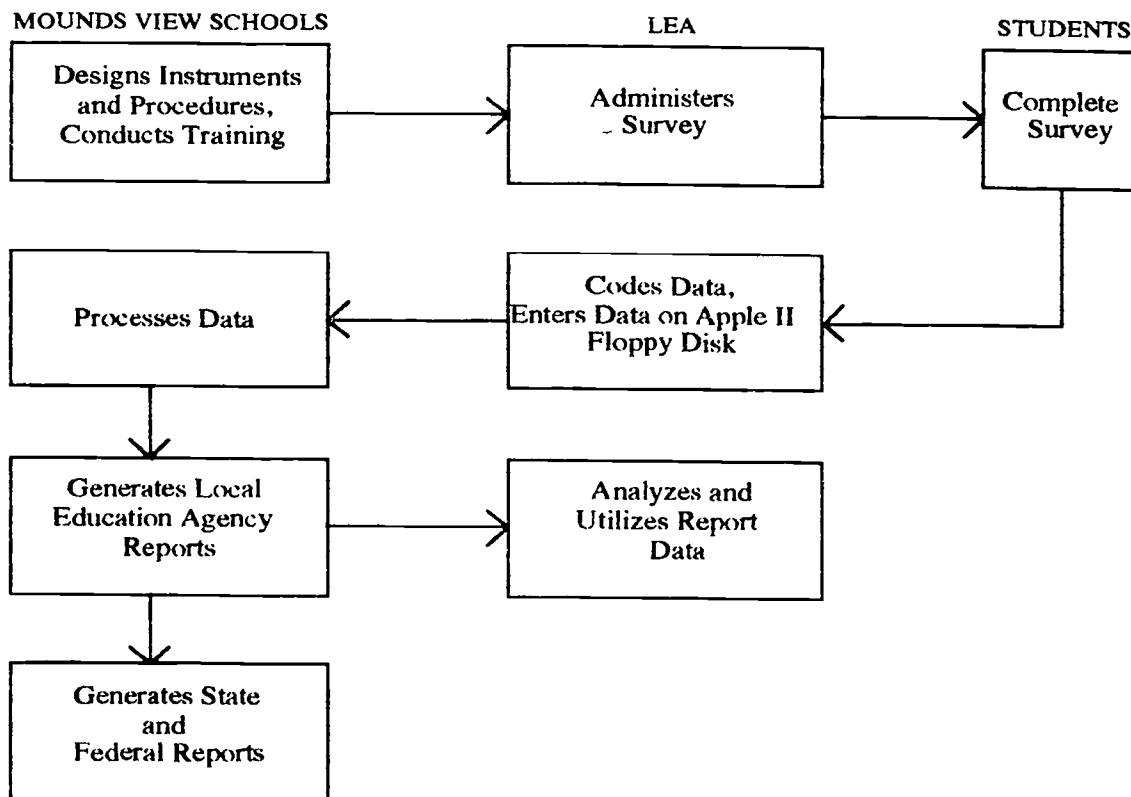 MOUNDS VIEW SCHOOLS
LEA
STUDENTS
Designs Instruments
and Procedures,
Conducts Training
Administers
Survey
Complete
Survey
Processes Data
Codes Data,
Enters Data on Apple II
Floppy Disk
Generates Local
Education Agency
Reports
Analyzes and
Utilizes Report
Data
Generates State
and
Federal Reports